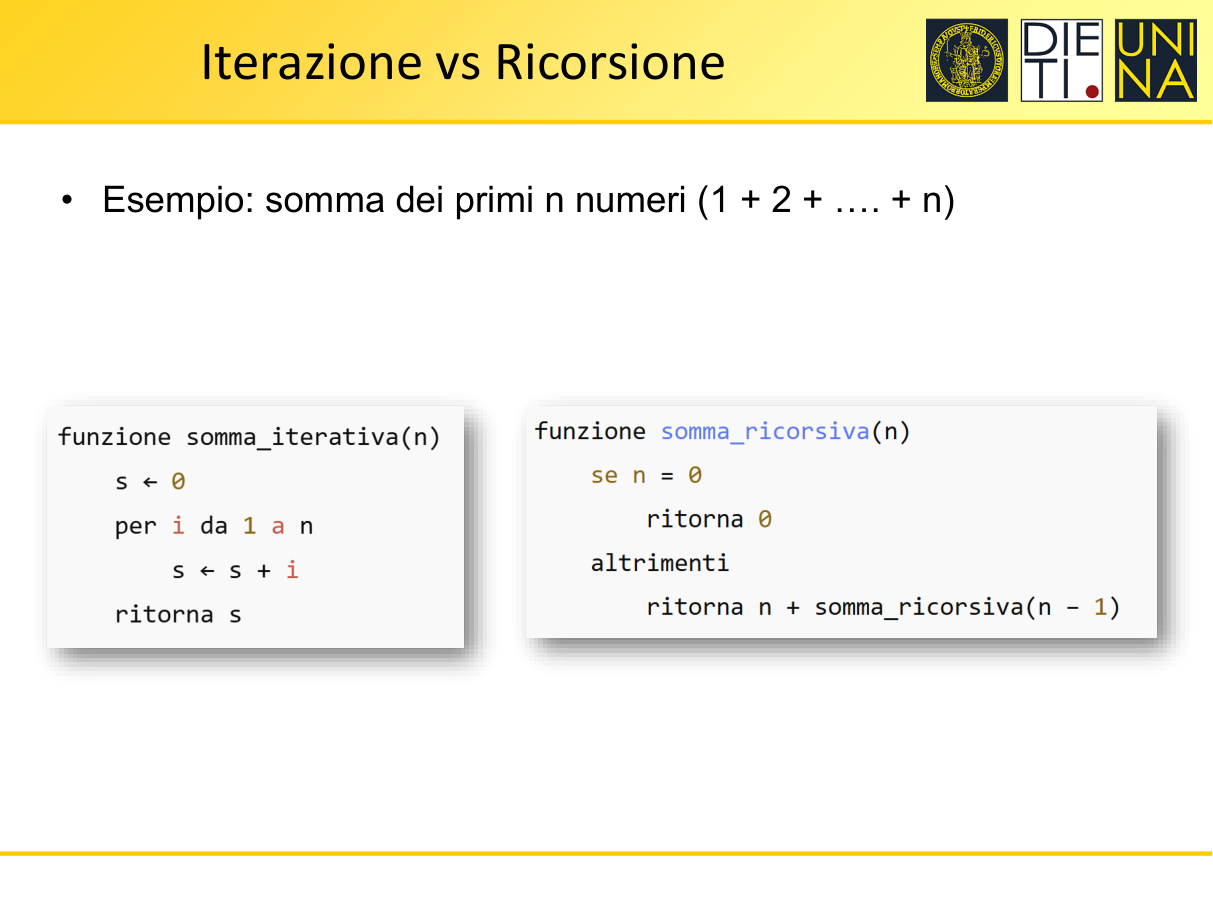 Iterazione vs Ricorsione
DIE
TI.
UNI
NA
• Esempio: somma dei primi n numeri (1 + 2 + …. + n)
funzione somma_iterativa(n)
s ← 0
per i da 1 a n
s ← s + i
ritorna s
funzione somma_ricorsiva(n)
se n = 0
ritorna 0
altrimenti
ritorna n + somma_ricorsiva(n – 1)